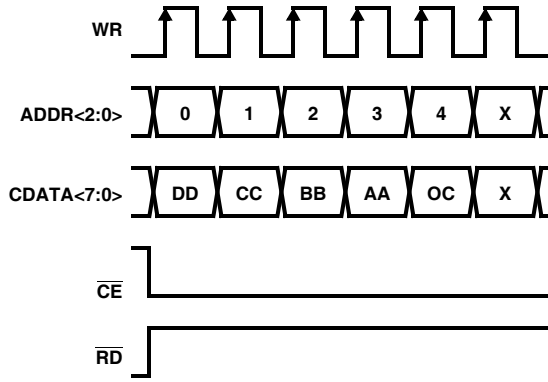 WR
ADDR<2:0> 0 1 2 3 4 X
CDATA<7:0> DD CC BB AA OC X
CE
RD